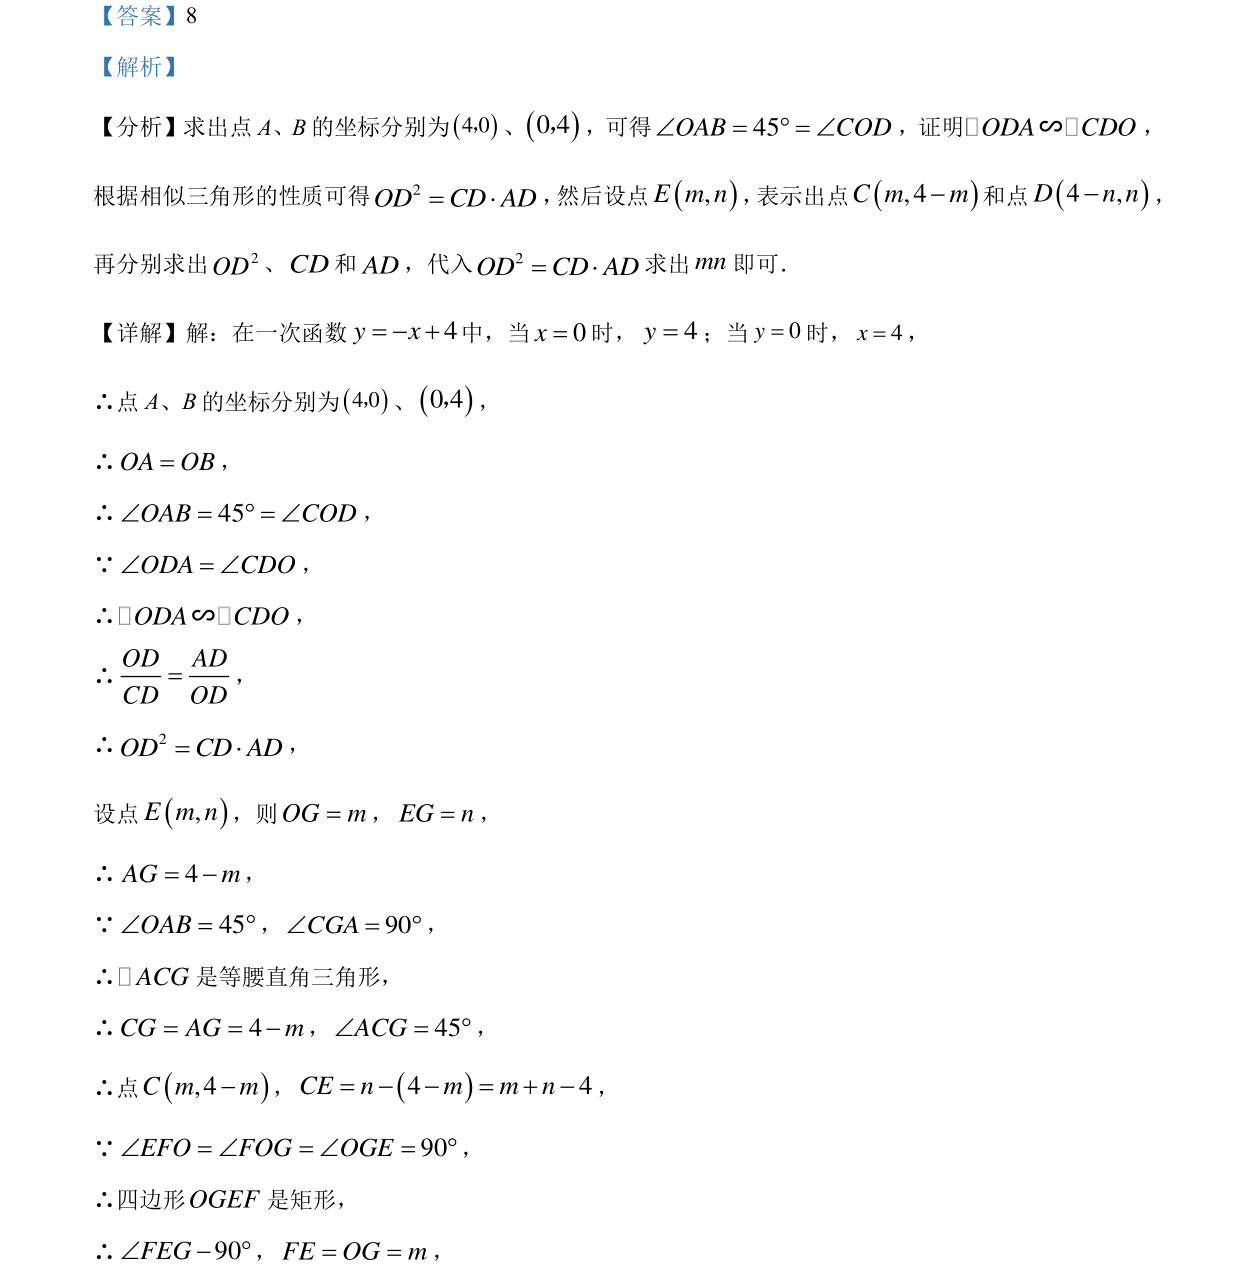 【答案】8
【解析】
【分析】求出点 A、B 的坐标分别为(4,0)、(0,4)，可得∠OAB=45°=∠COD，证明□ODA∽□CDO，
根据相似三角形的性质可得OD²=CD·AD，然后设点E(m,n)，表示出点C(m,4−m)和点D(4−n,n)，
再分别求出OD²、CD和AD，代入OD²=CD·AD求出mn即可．
【详解】解：在一次函数y=−x+4中，当x=0时，y=4；当y=0时，x=4，
∴点 A、B 的坐标分别为(4,0)、(0,4)，
∴OA=OB，
∴∠OAB=45°=∠COD，
∵∠ODA=∠CDO，
∴□ODA∽□CDO，
∴OD/CD=AD/OD，
∴OD²=CD·AD，
设点E(m,n)，则OG=m，EG=n，
∴AG=4−m，
∵∠OAB=45°，∠CGA=90°，
∴□ACG是等腰直角三角形，
∴CG=AG=4−m，∠ACG=45°，
∴点C(m,4−m)，CE=n−(4−m)=m+n−4，
∵∠EFO=∠FOG=∠OGE=90°，
∴四边形OGEF是矩形，
∴∠FEG−90°，FE=OG=m，